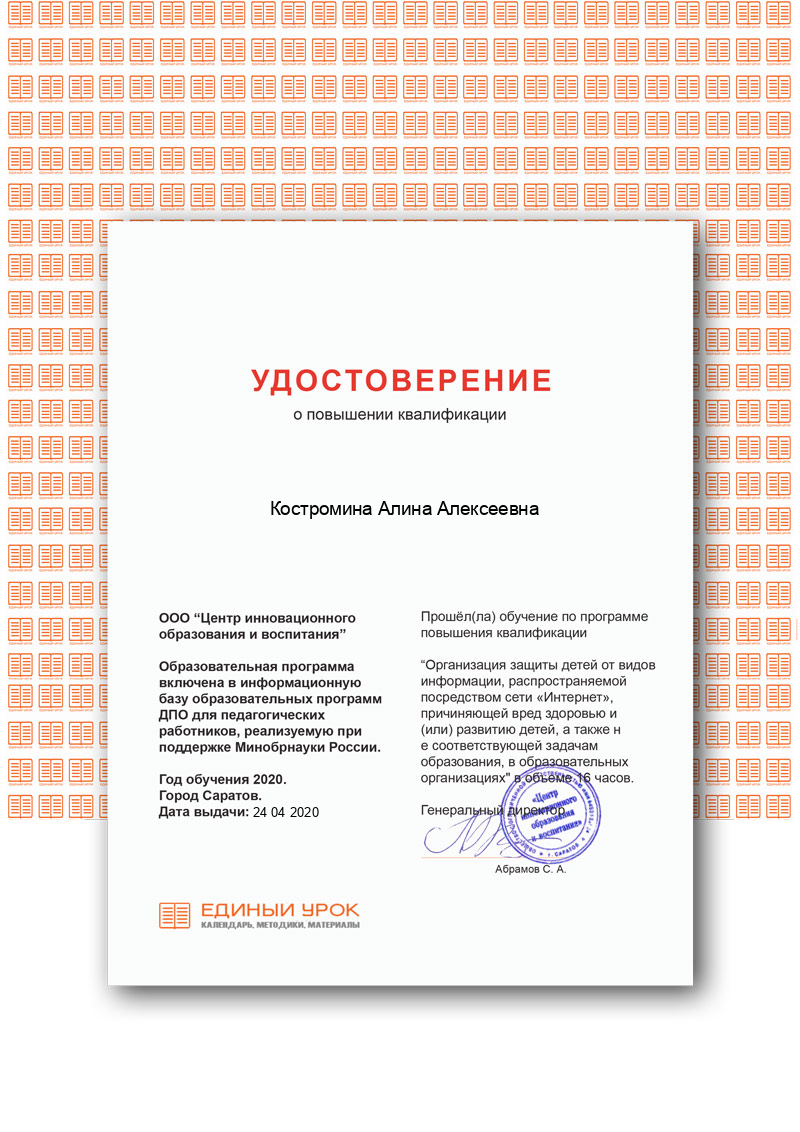 УДОСТОВЕРЕНИЕ
о повышении квалификации
Костромина Алина Алексеевна
ООО “Центр инновационного
образования и воспитания”
Образовательная программа
включена в информационную
базу образовательных программ
ДПО для педагогических
работников, реализуемую при
поддержке Минобрнауки России.
Год обучения 2020.
Город Саратов.
Дата выдачи: 24 04 2020
Прошёл(ла) обучение по программе
повышения квалификации
“Организация защиты детей от видов
информации, распространяемой
посредством сети «Интернет»,
причиняющей вред здоровью и
(или) развитию детей, а также н
е соответствующей задачам
образования, в образовательных
организациях" в объеме 16 часов.
Генеральный директор
«Центр
инновационного
образования
и воспитания»
г. САРАТОВ
Абрамов С. А.
ЕДИНЫЙ УРОК
КАЛЕНДАРЬ, МЕТОДИКИ, МАТЕРИАЛЫ